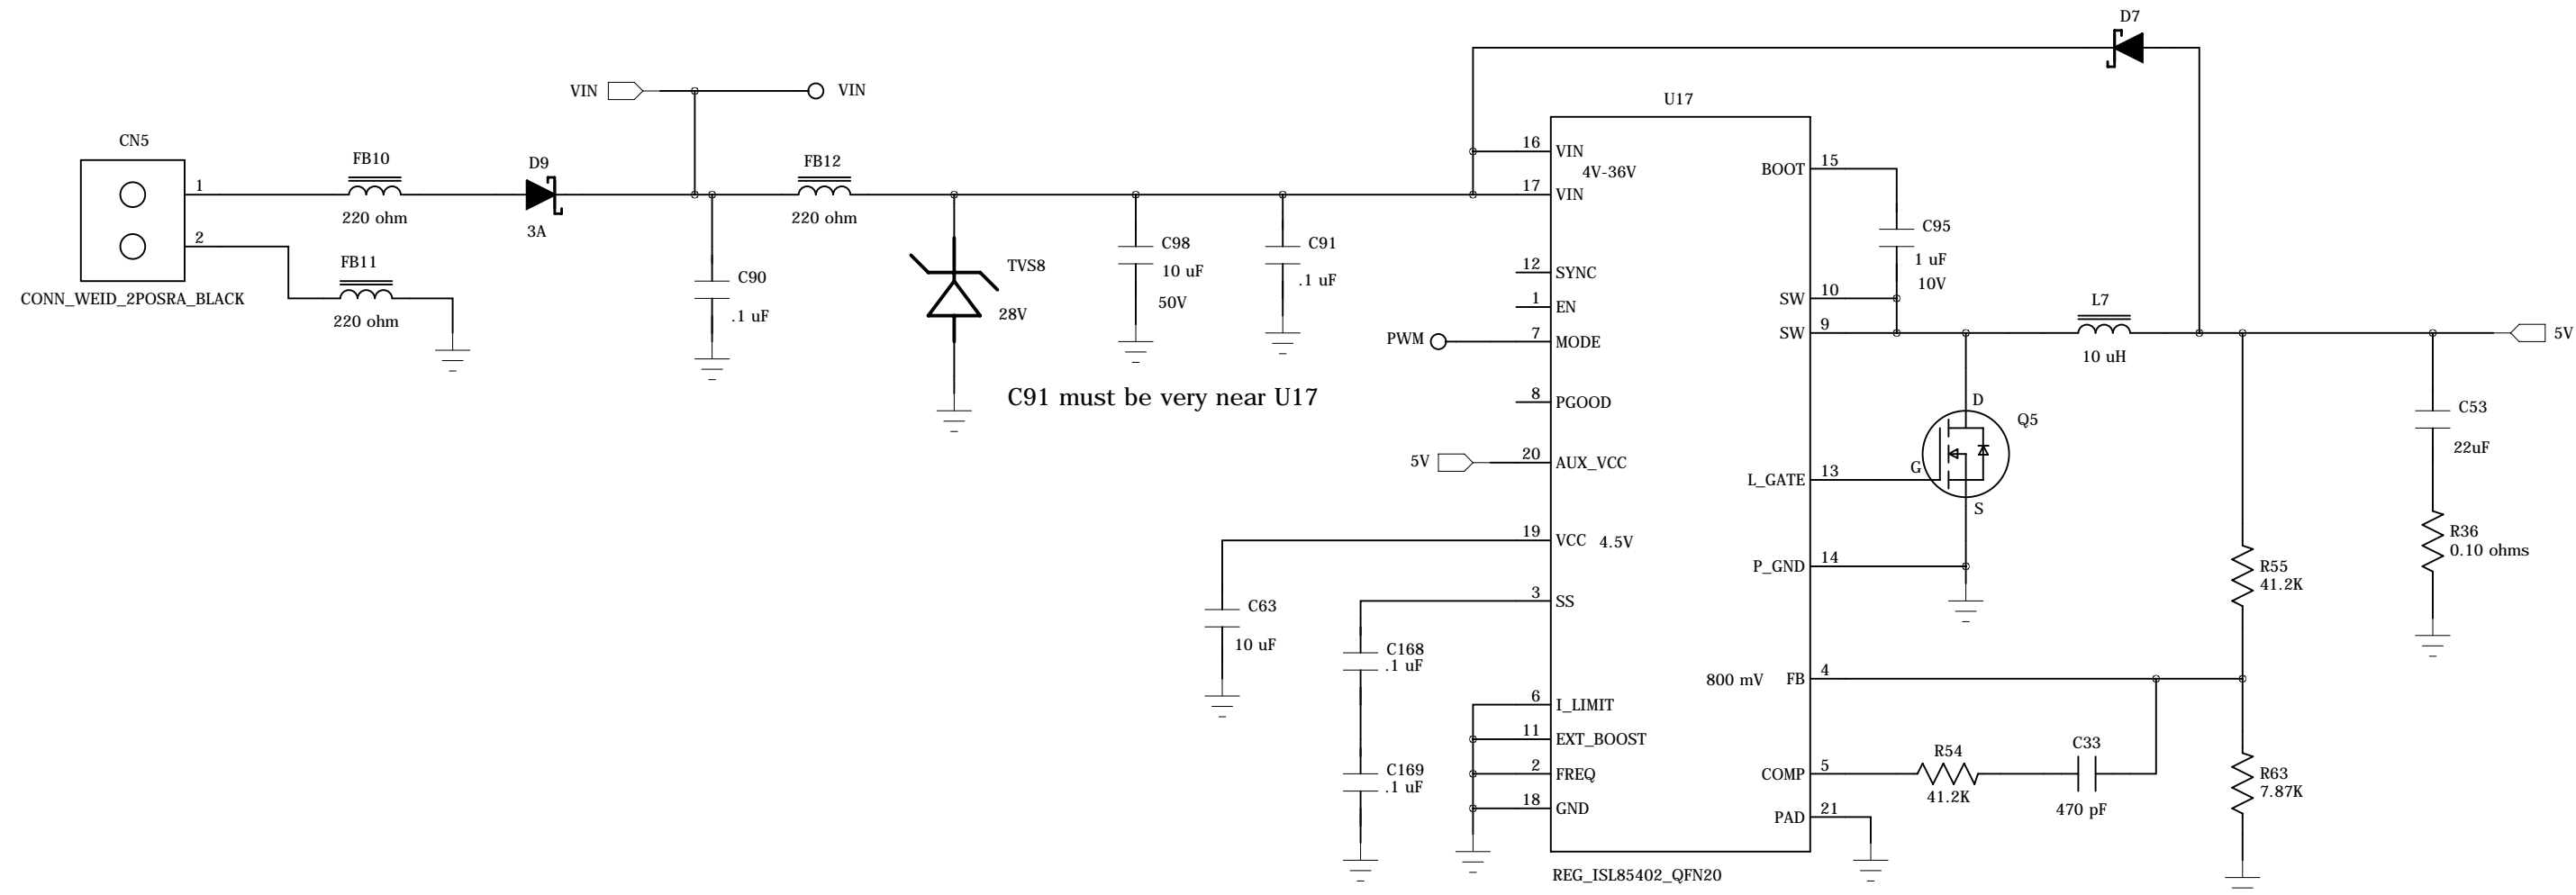 D7
U17
VIN
VIN
CN5
1
2
CONN_WEID_2POSRA_BLACK
FB10
220 ohm
FB11
220 ohm
D9
3A
FB12
220 ohm
C90
.1 uF
TVS8
28V
C98
10 uF
50V
C91
.1 uF
C91 must be very near U17
16
VIN
4V-36V
17
VIN
12
SYNC
1
EN
PWM
7
MODE
8
PGOOD
5V
20
AUX_VCC
19
VCC 4.5V
3
SS
C63
10 uF
C168
.1 uF
C169
.1 uF
6
I_LIMIT
11
EXT_BOOST
2
FREQ
18
GND
REG_ISL85402_QFN20
BOOT
15
C95
1 uF
10V
SW
10
SW
9
L7
10 uH
5V
D
Q5
G
S
L_GATE
13
P_GND
14
C53
22uF
R36
0.10 ohms
R55
41.2K
800 mV FB
4
COMP
5
R54
41.2K
C33
470 pF
R63
7.87K
PAD
21